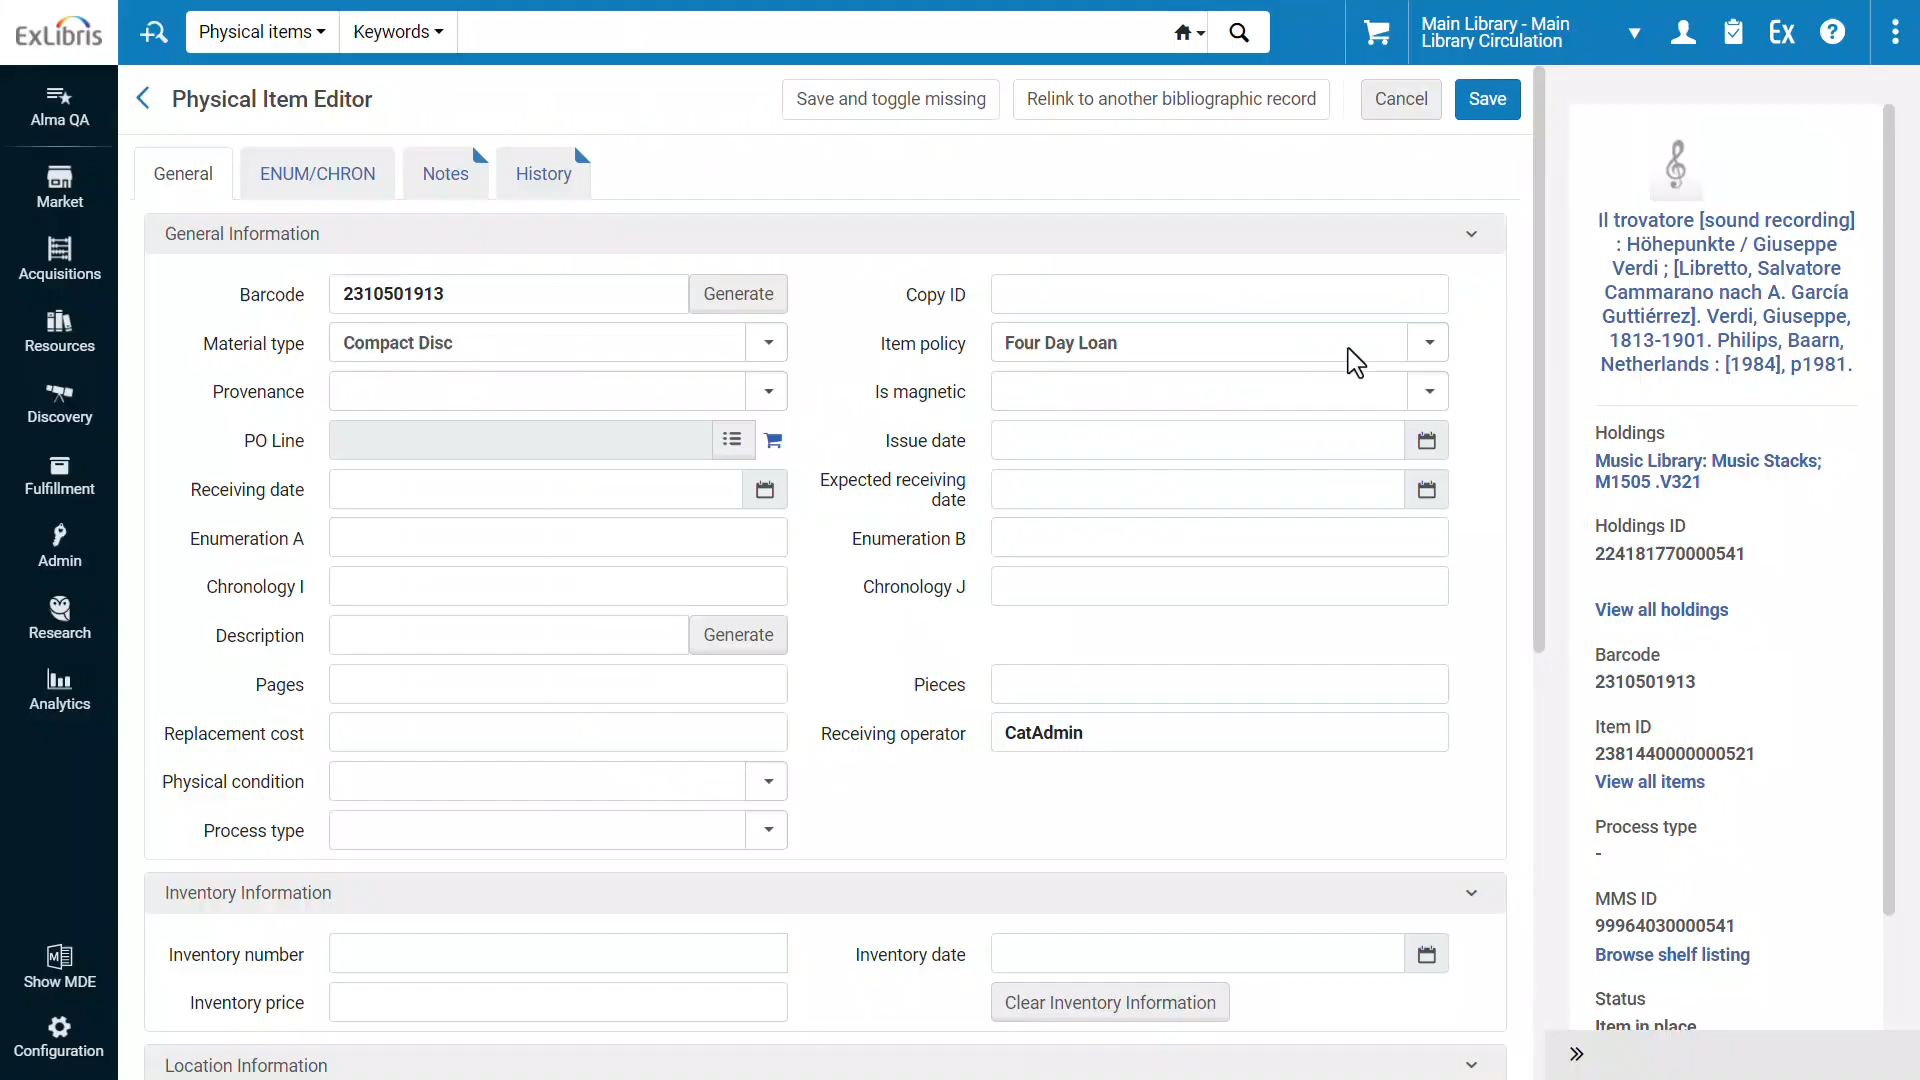 ExLibris
Physical items
Keywords
Main Library - Main
Library Circulation
Ex
?
Alma QA
Market
Acquisitions
Resources
Discovery
Fulfillment
Admin
Research
Analytics
Show MDE
Configuration
Physical Item Editor
Save and toggle missing
Relink to another bibliographic record
Cancel
Save
General
ENUM/CHRON
Notes
History
General Information
Barcode
2310501913
Generate
Copy ID
Material type
Compact Disc
Item policy
Four Day Loan
Provenance
Is magnetic
PO Line
Issue date
Receiving date
Expected receiving
date
Enumeration A
Enumeration B
Chronology I
Chronology J
Description
Generate
Pages
Pieces
Replacement cost
Receiving operator
CatAdmin
Physical condition
Process type
Inventory Information
Inventory number
Inventory date
Inventory price
Clear Inventory Information
Location Information
Il trovatore [sound recording]
: Höhepunkte / Giuseppe
Verdi ; [Libretto, Salvatore
Cammarano nach A. García
Guttiérrez]. Verdi, Giuseppe,
1813-1901. Philips, Baarn,
Netherlands : [1984], p1981.
Holdings
Music Library: Music Stacks;
M1505 .V321
Holdings ID
224181770000541
View all holdings
Barcode
2310501913
Item ID
2381440000000521
View all items
Process type
-
MMS ID
99964030000541
Browse shelf listing
Status
Item in place